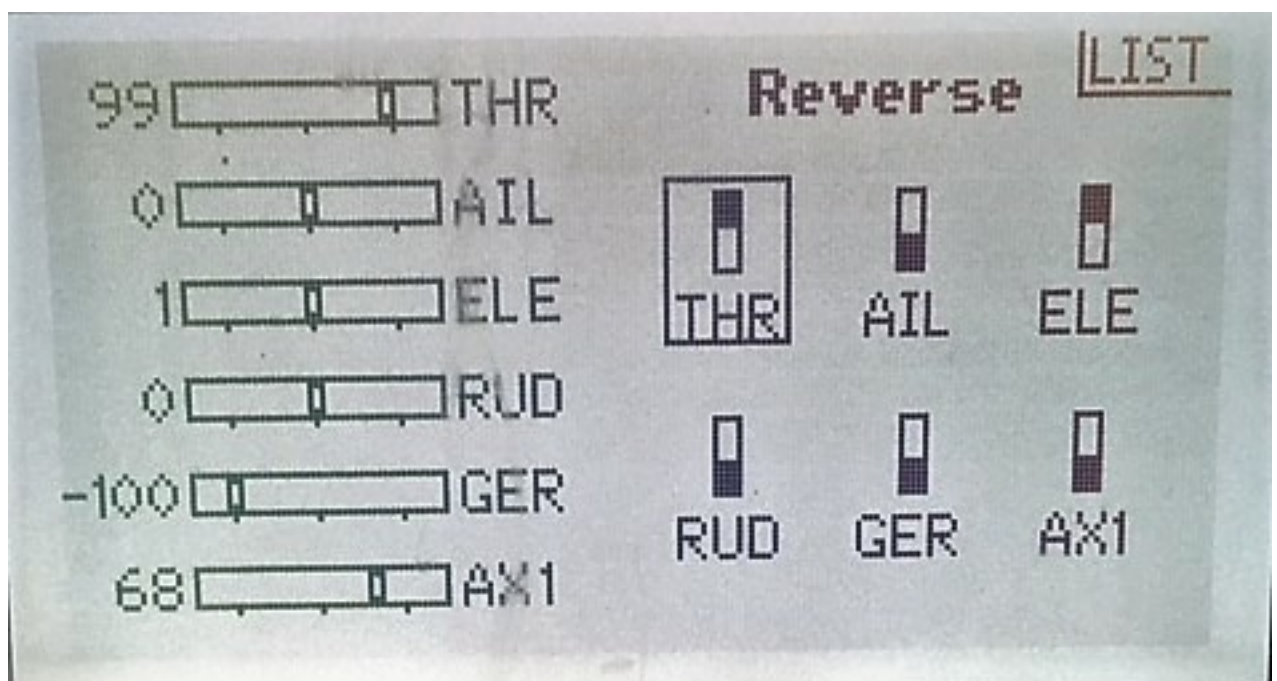 LIST
Reverse
99 THR
0 AIL
1 ELE
0 RUD
-100 GER
68 AX1
THR AIL ELE
RUD GER AX1